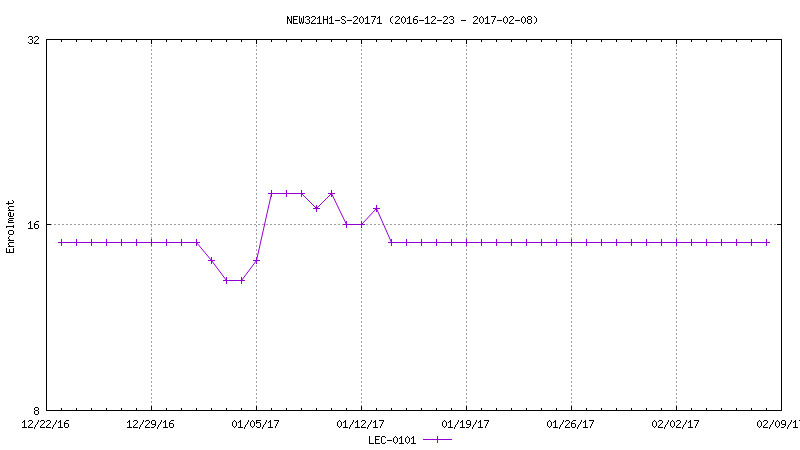 NEW321H1-S-20171 (2016-12-23 - 2017-02-08)
32
16
8
Enrolment
12/22/16 12/29/16 01/05/17 01/12/17 01/19/17 01/26/17 02/02/17 02/09/1
LEC-0101